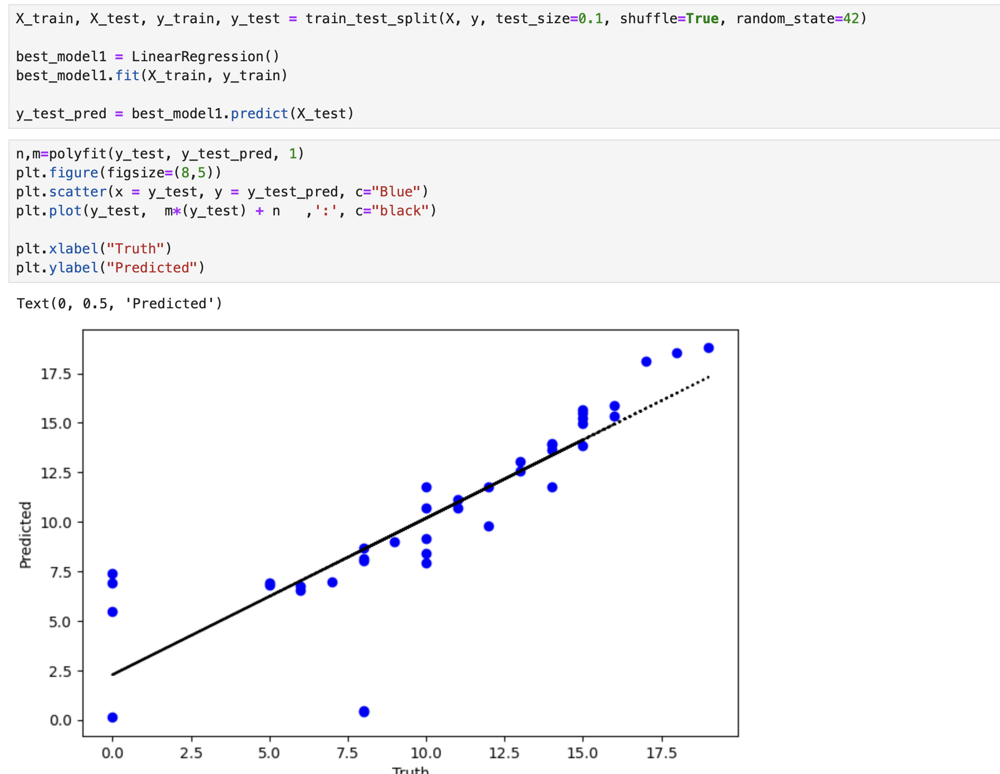 X_train, X_test, y_train, y_test = train_test_split(X, y, test_size=0.1, shuffle=True, random_state=42)
best_model1 = LinearRegression()
best_model1.fit(X_train, y_train)
y_test_pred = best_model1.predict(X_test)
n,m=polyfit(y_test, y_test_pred, 1)
plt.figure(figsize=(8,5))
plt.scatter(x = y_test, y = y_test_pred, c="Blue")
plt.plot(y_test,  m*(y_test) + n   ,':', c="black")
plt.xlabel("Truth")
plt.ylabel("Predicted")
Text(0, 0.5, 'Predicted')
17.5
15.0
12.5
10.0
7.5
5.0
2.5
0.0
Predicted
0.0 2.5 5.0 7.5 10.0 12.5 15.0 17.5
Truth